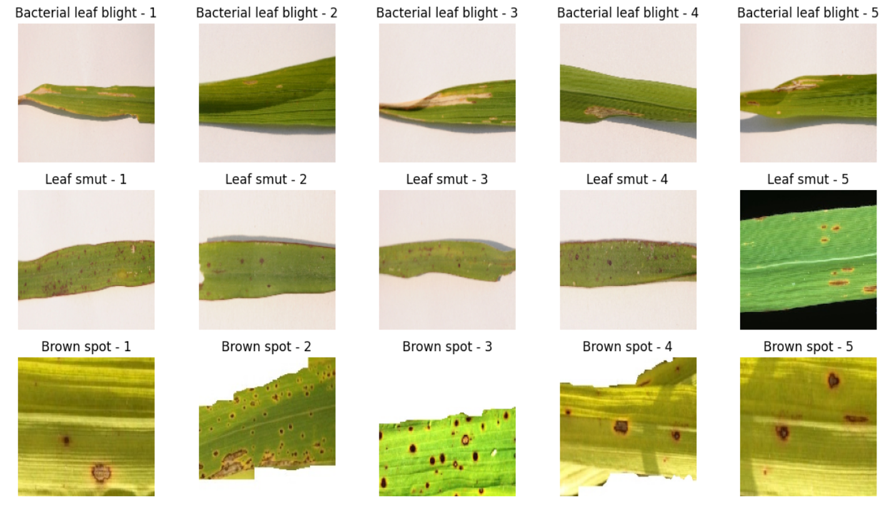 Bacterial leaf blight - 1
Bacterial leaf blight - 2
Bacterial leaf blight - 3
Bacterial leaf blight - 4
Bacterial leaf blight - 5
Leaf smut - 1
Leaf smut - 2
Leaf smut - 3
Leaf smut - 4
Leaf smut - 5
Brown spot - 1
Brown spot - 2
Brown spot - 3
Brown spot - 4
Brown spot - 5